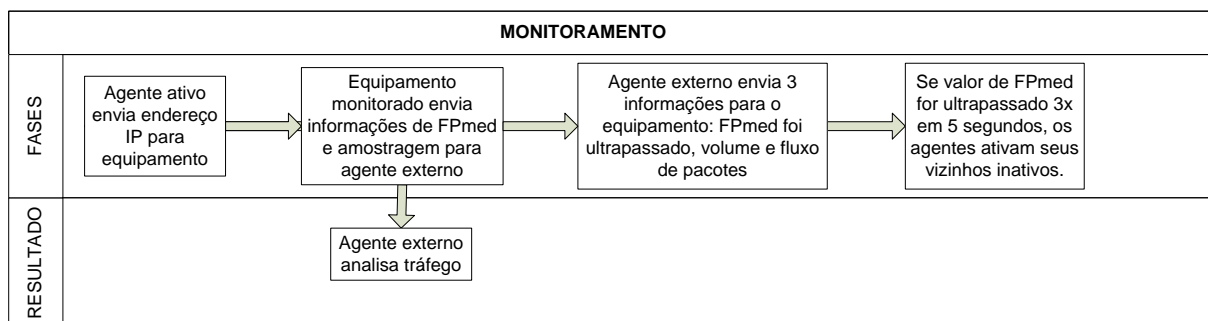 MONITORAMENTO
FASES
Agente ativo
envia endereço
IP para
equipamento
Equipamento
monitorado envia
informações de FPmed
e amostragem para
agente externo
Agente externo envia 3
informações para o
equipamento: FPmed foi
ultrapassado, volume e fluxo
de pacotes
Se valor de FPmed
for ultrapassado 3x
em 5 segundos, os
agentes ativam seus
vizinhos inativos.
RESULTADO
Agente externo
analisa tráfego